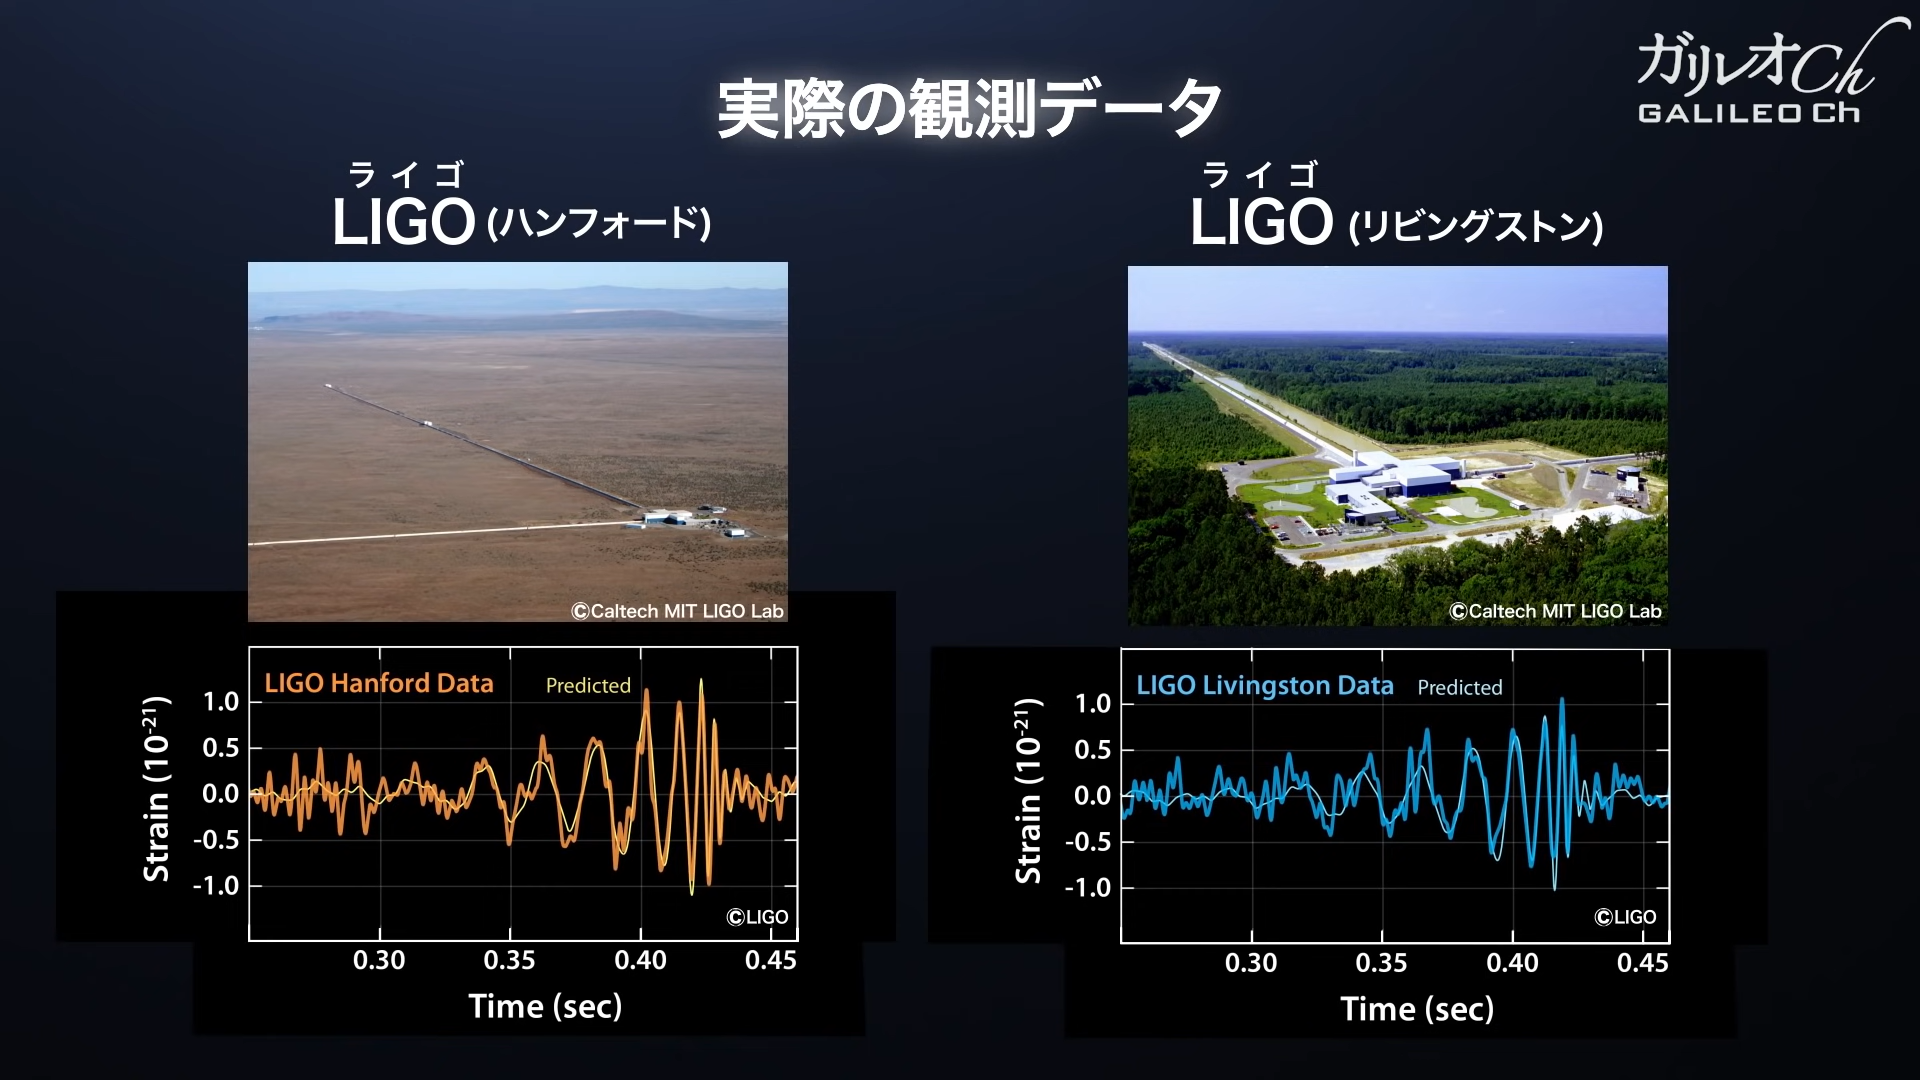 ガリレオCh
GALILEO Ch
実際の観測データ
ライゴ
LIGO (ハンフォード)
ライゴ
LIGO (リビングストン)
©Caltech MIT LIGO Lab
©Caltech MIT LIGO Lab
LIGO Hanford Data
Predicted
Strain (10-21)
1.0
0.5
0.0
-0.5
-1.0
©LIGO
0.30 0.35 0.40 0.45
Time (sec)
LIGO Livingston Data
Predicted
Strain (10-21)
1.0
0.5
0.0
-0.5
-1.0
©LIGO
0.30 0.35 0.40 0.45
Time (sec)